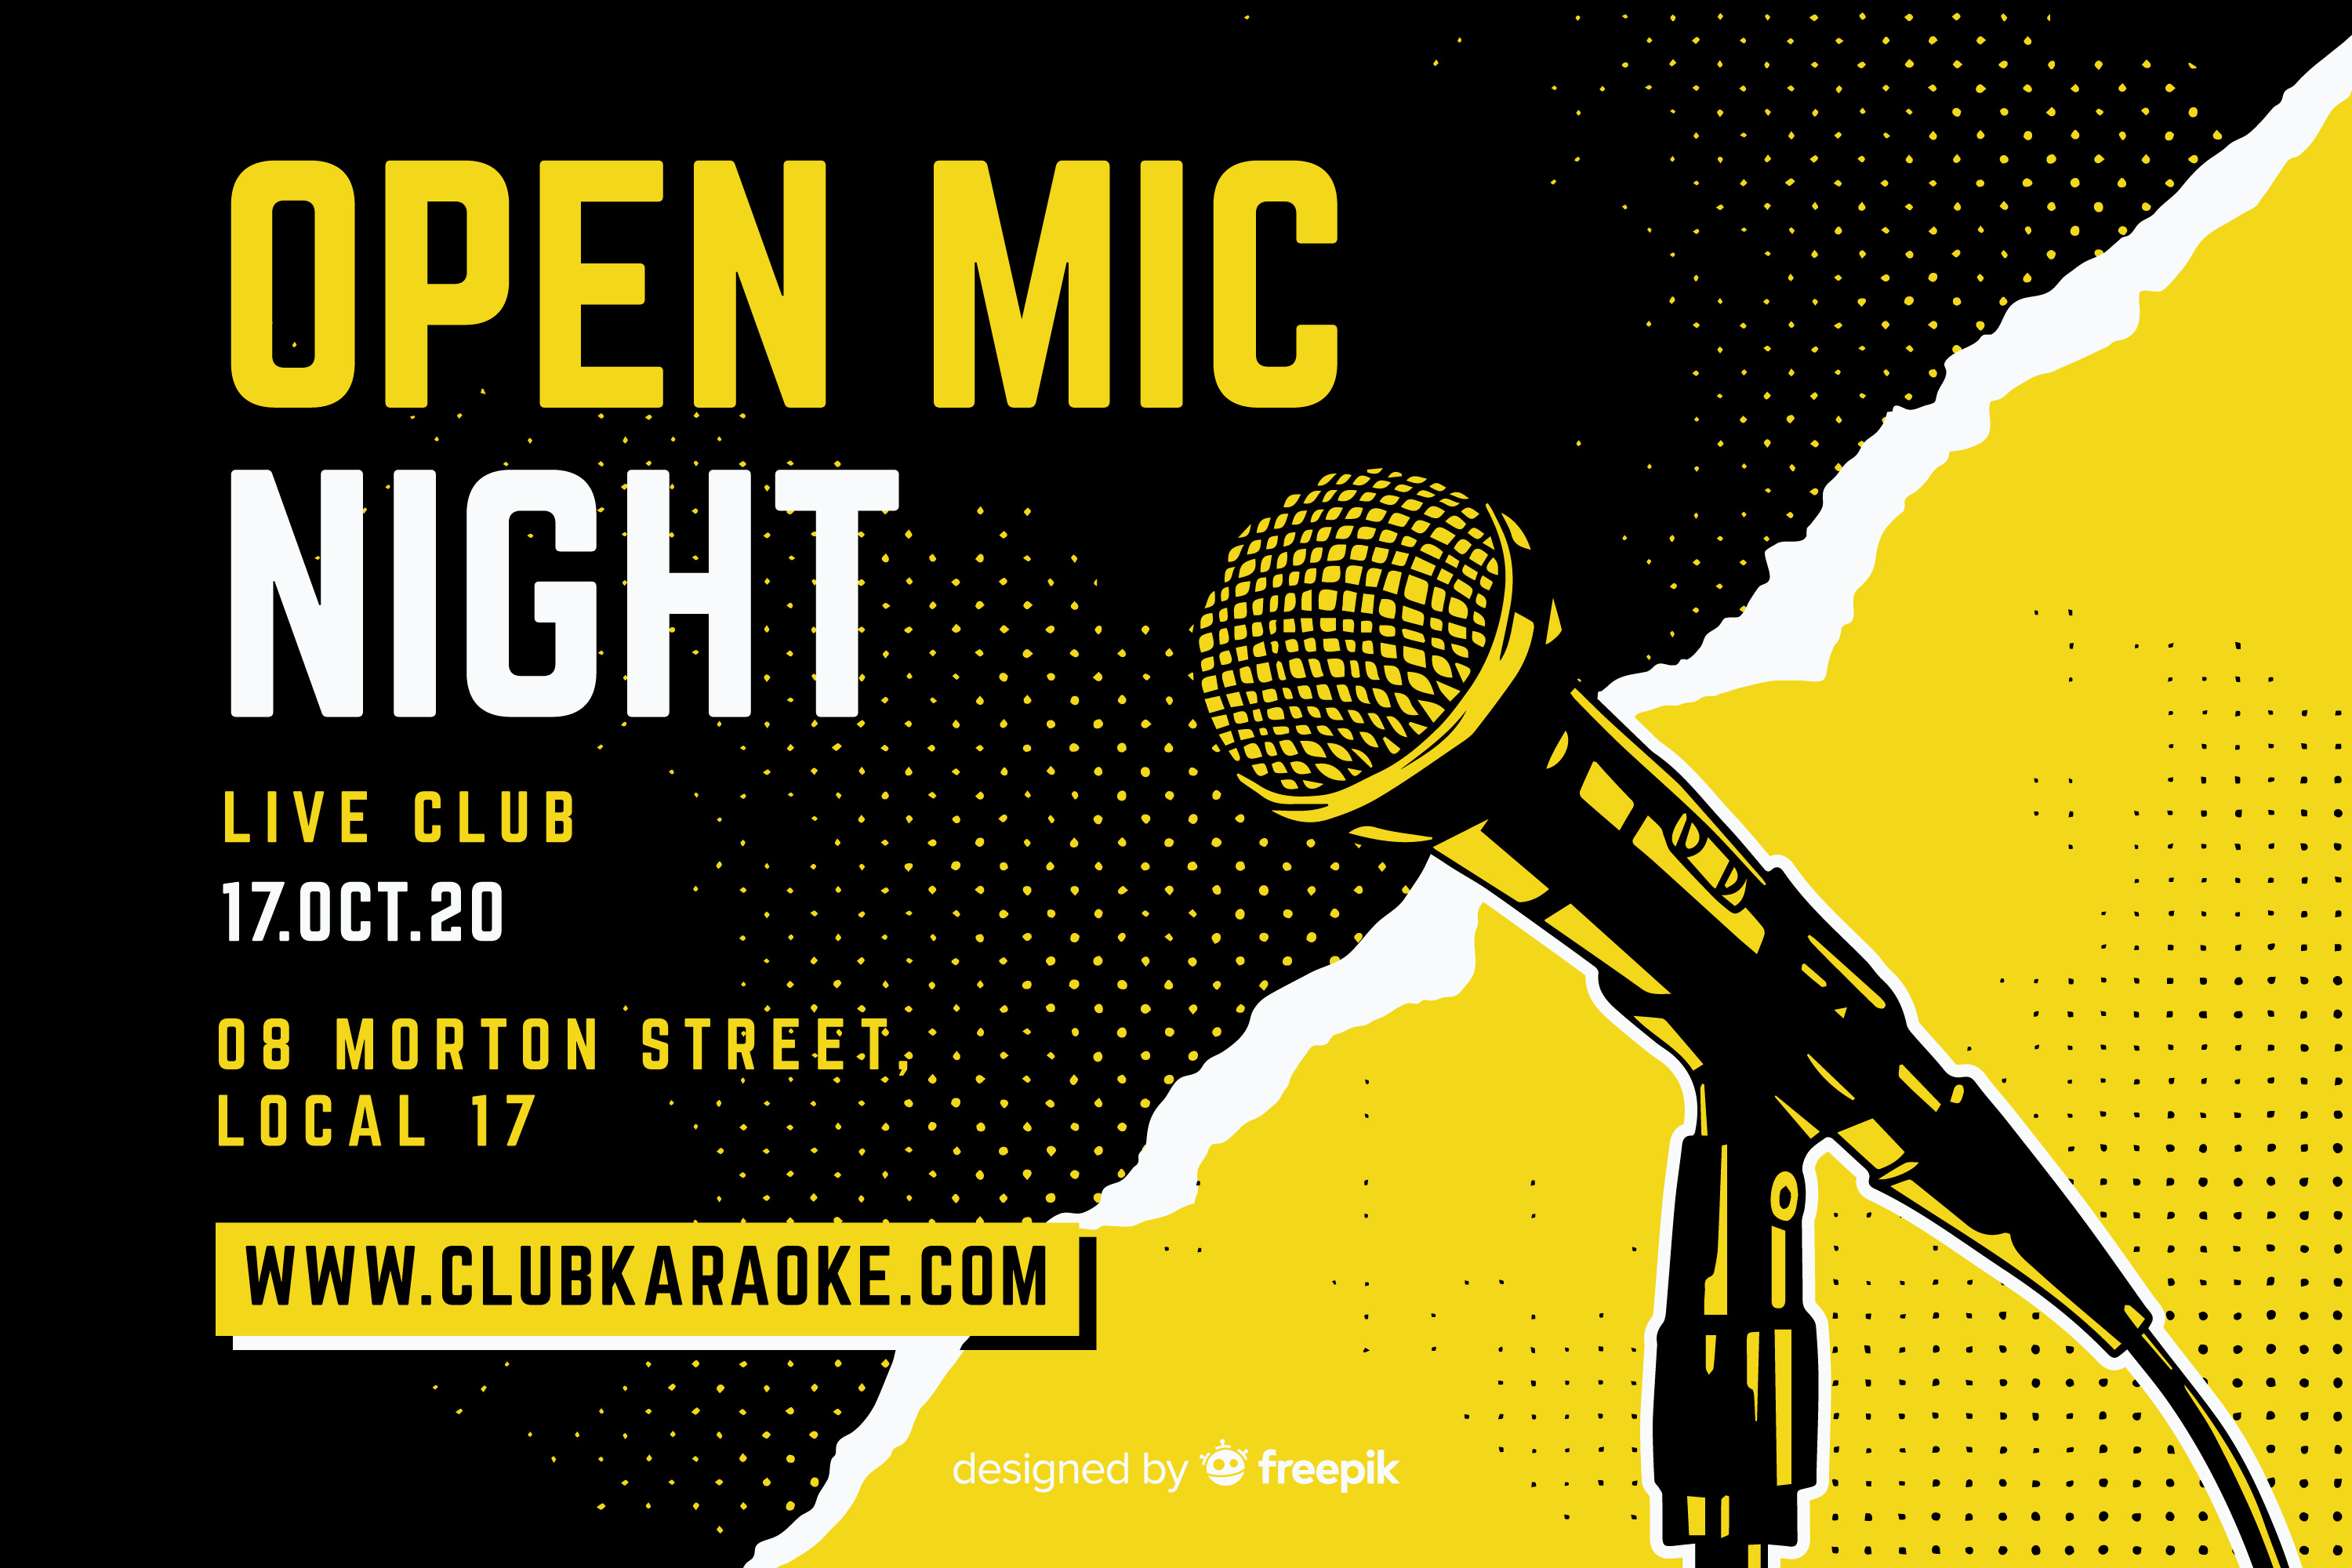 OPEN MIC
NIGHT
LIVE CLUB
17.OCT.20
08 MORTON STREET,
LOCAL 17
WWW.CLUBKARAOKE.COM
designed by freepik